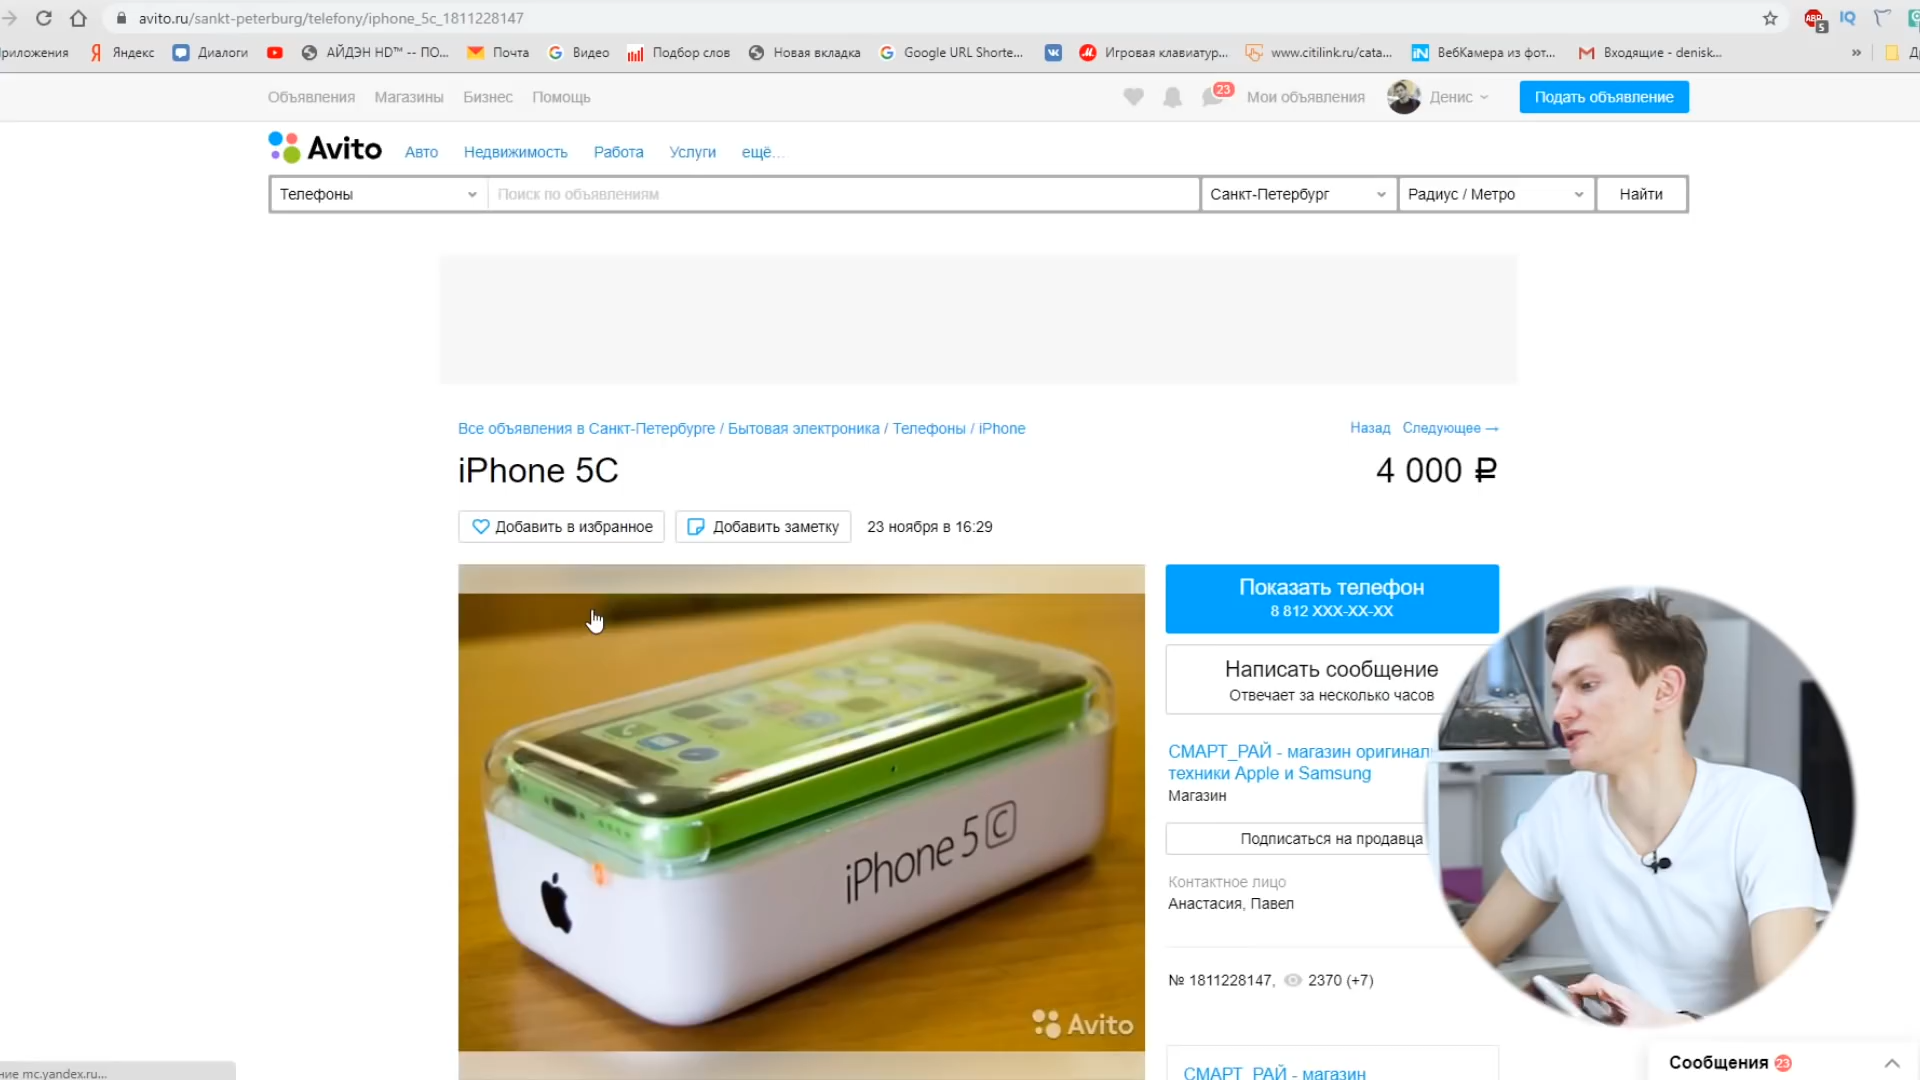 avito.ru/sankt-peterburg/telefony/iphone_5c_1811228147
ABP 5 IQ
риложения Яндекс Диалоги АЙДЭН HD™ -- ПО... Почта Видео Подбор слов Новая вкладка Google URL Shorte... Игровая клавиатур... www.citilink.ru/cata... ВебКамера из фот... Входящие - denisk... »
Объявления Магазины Бизнес Помощь 23 Мои объявления Денис Подать объявление
Avito Авто Недвижимость Работа Услуги ещё...
Телефоны Поиск по объявлениям Санкт-Петербург Радиус / Метро Найти
Все объявления в Санкт-Петербурге / Бытовая электроника / Телефоны / iPhone Назад Следующее →
iPhone 5C 4 000 ₽
Добавить в избранное Добавить заметку 23 ноября в 16:29
Показать телефон
8 812 XXX-XX-XX
Написать сообщение
Отвечает за несколько часов
СМАРТ_РАЙ - магазин оригинал
техники Apple и Samsung
Магазин
Подписаться на продавца
Контактное лицо
Анастасия, Павел
№ 1811228147, 2370 (+7)
iPhone 5C
Avito
СМАРТ_РАЙ - магазин
Сообщения 23
ние mc.yandex.ru...